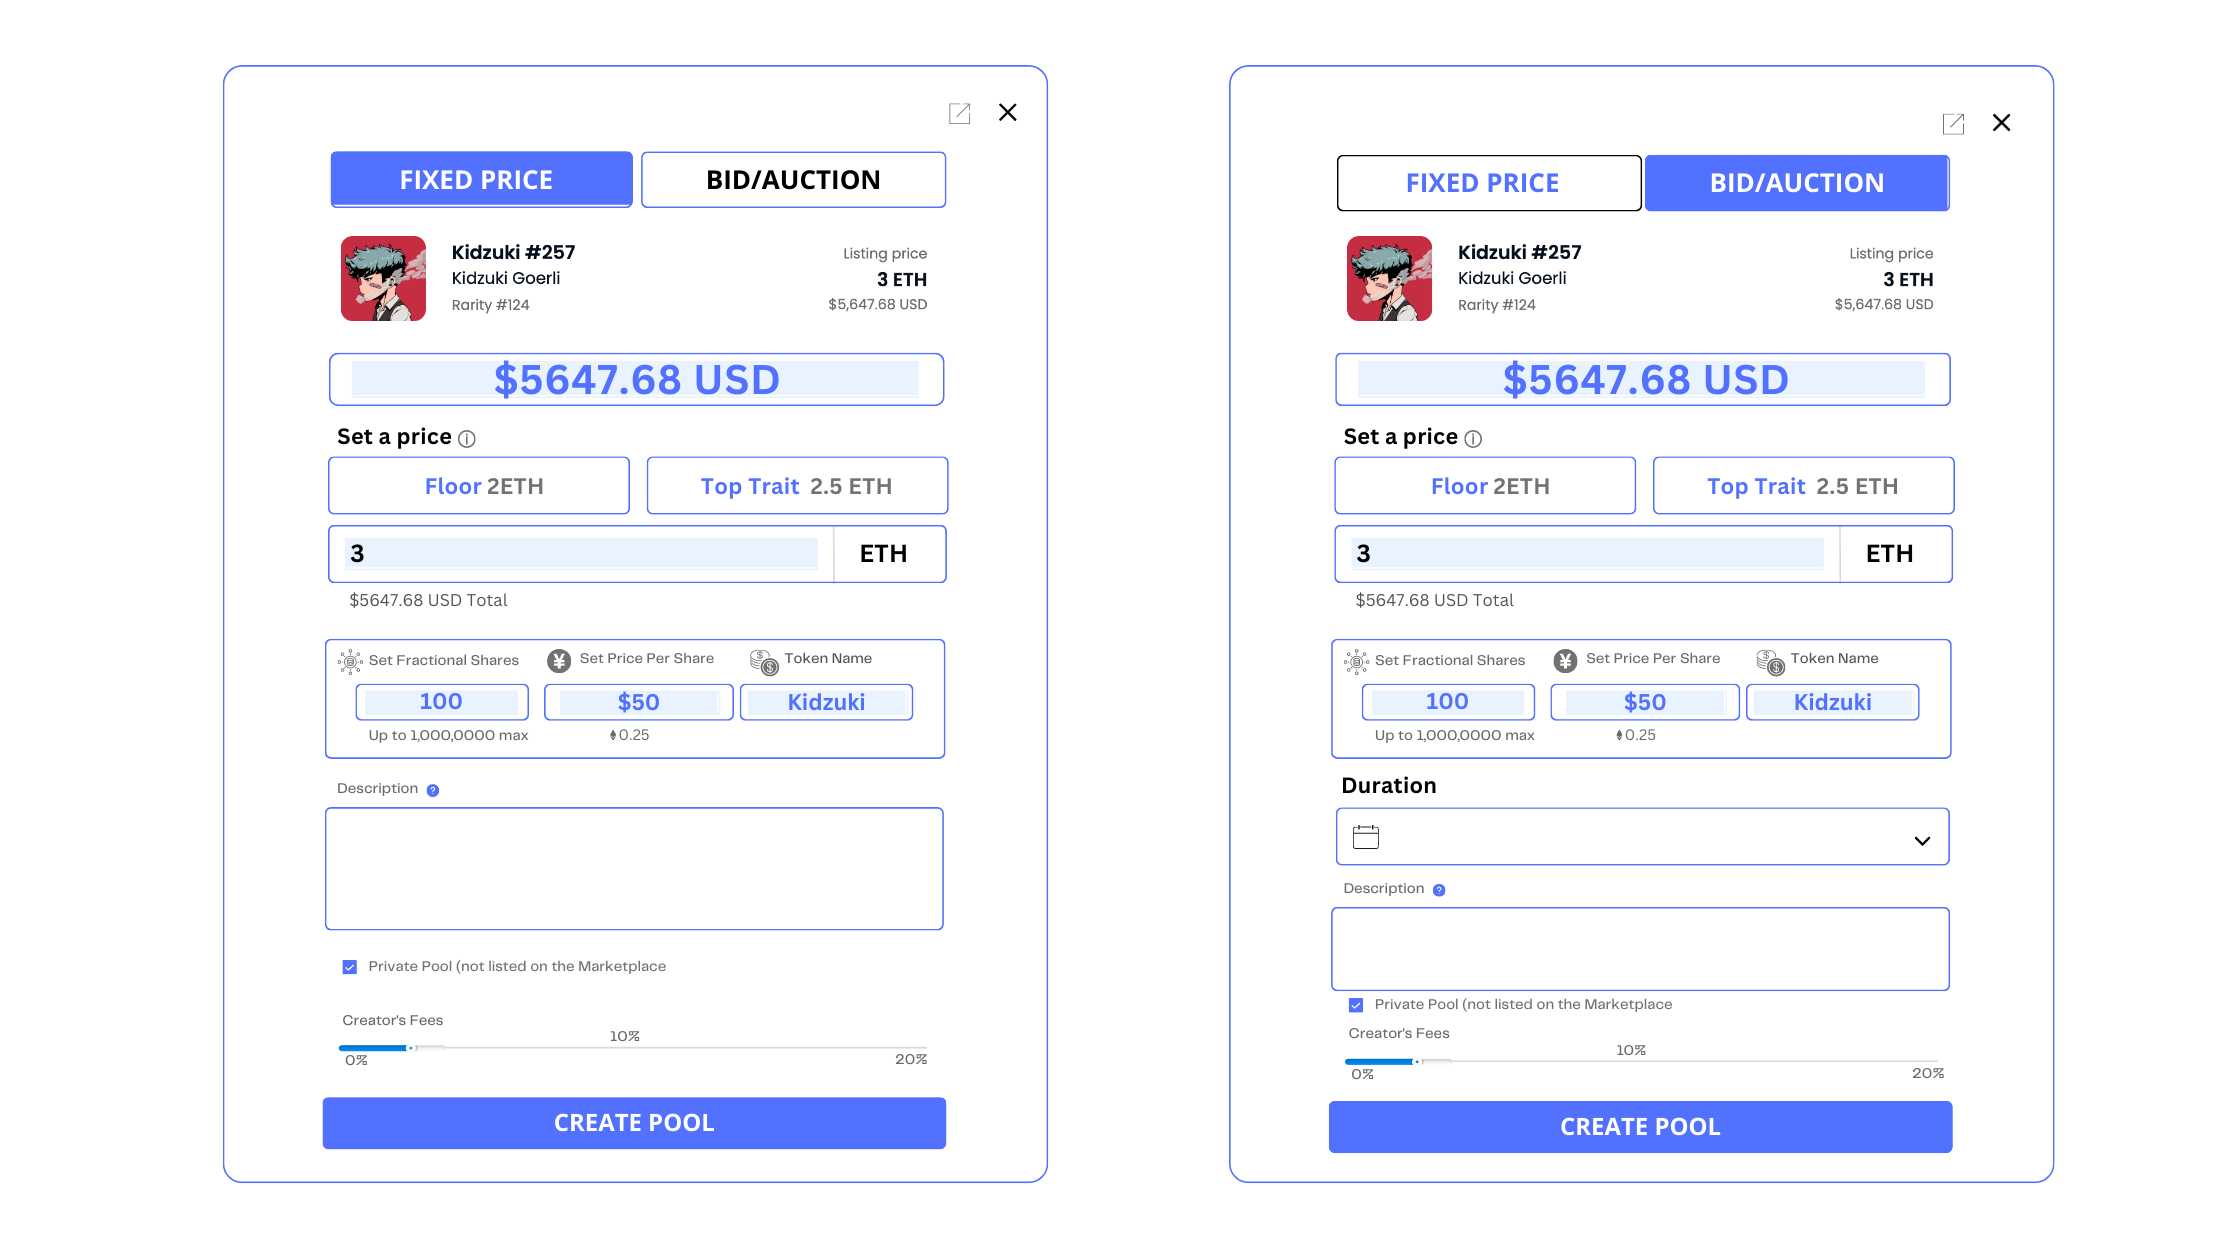 FIXED PRICE BID/AUCTION
Kidzuki #257
Kidzuki Goerli
Rarity #124
Listing price
3 ETH
$5,647.68 USD
$5647.68 USD
Set a price
Floor 2ETH
Top Trait 2.5 ETH
3 ETH
$5647.68 USD Total
Set Fractional Shares
Set Price Per Share
Token Name
100
$50
Kidzuki
Up to 1,000,0000 max
0.25
Description ?
Private Pool (not listed on the Marketplace
Creator's Fees
10%
0%
20%
CREATE POOL
FIXED PRICE BID/AUCTION
Kidzuki #257
Kidzuki Goerli
Rarity #124
Listing price
3 ETH
$5,647.68 USD
$5647.68 USD
Set a price
Floor 2ETH
Top Trait 2.5 ETH
3 ETH
$5647.68 USD Total
Set Fractional Shares
Set Price Per Share
Token Name
100
$50
Kidzuki
Up to 1,000,0000 max
0.25
Duration
Description ?
Private Pool (not listed on the Marketplace
Creator's Fees
10%
0%
20%
CREATE POOL